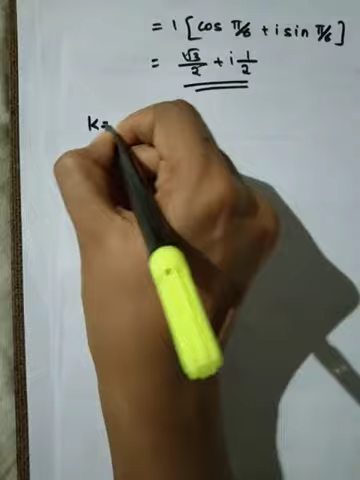 = 1 [cos π/6 + i sin π/6]
= √3/2 + i 1/2
K=